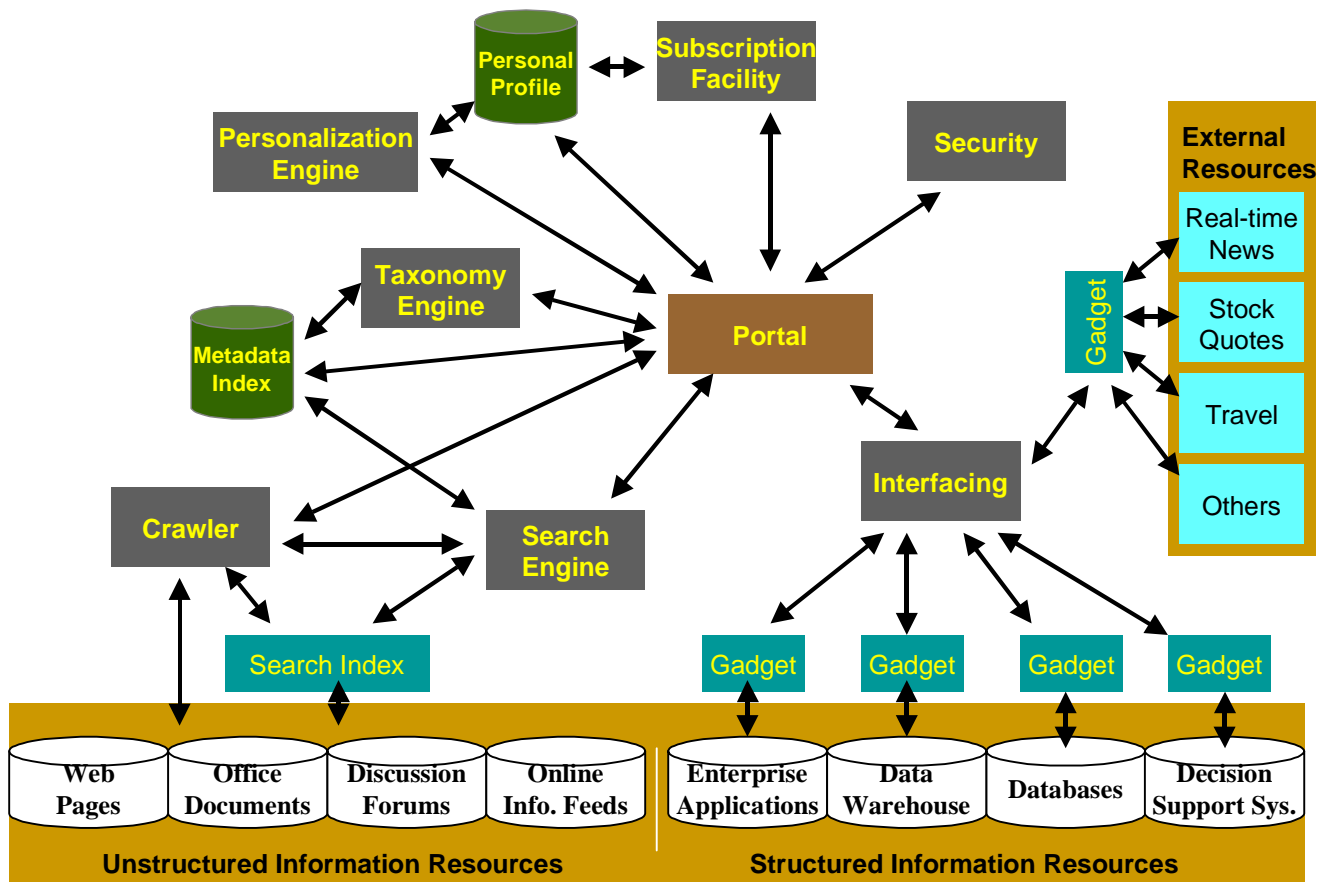 Personal
Profile
Subscription
Facility
Personalization
Engine
Security
External
Resources
Real-time
News
Stock
Quotes
Travel
Others
Gadget
Taxonomy
Engine
Metadata
Index
Portal
Interfacing
Crawler
Search
Engine
Search Index
Gadget
Gadget
Gadget
Gadget
Web
Pages
Office
Documents
Discussion
Forums
Online
Info. Feeds
Enterprise
Applications
Data
Warehouse
Databases
Decision
Support Sys.
Unstructured Information Resources
Structured Information Resources